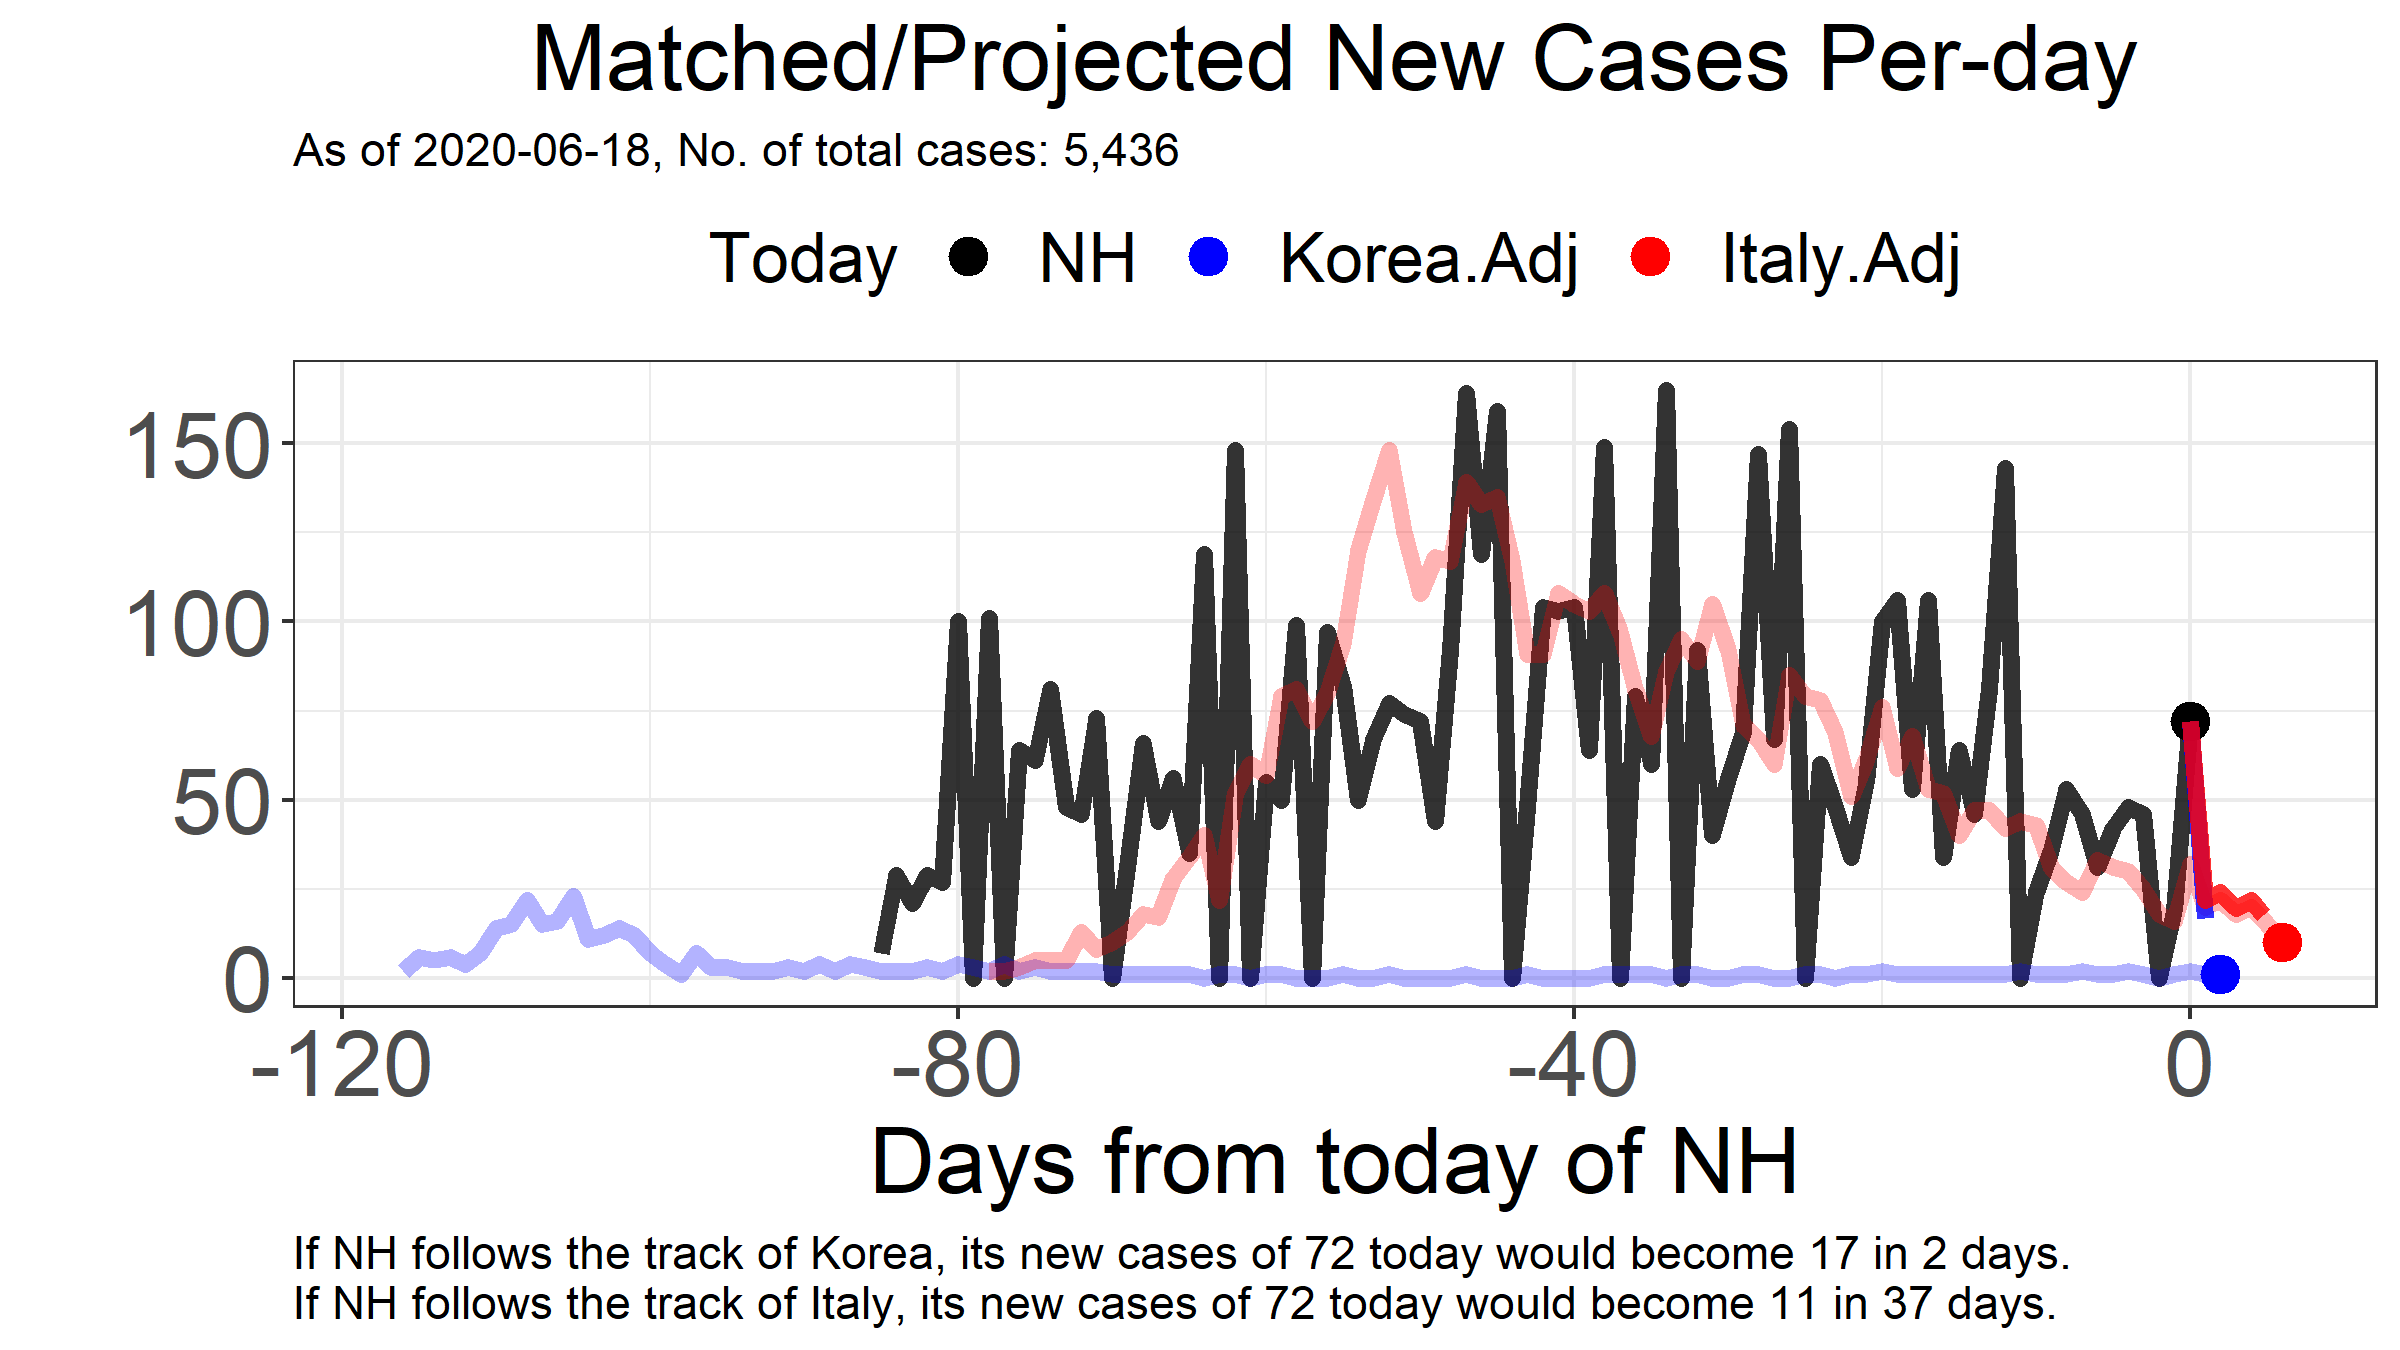 Matched/Projected New Cases Per-day
As of 2020-06-18, No. of total cases: 5,436
Today NH Korea.Adj Italy.Adj
150
100
50
0
-120 -80 -40 0
Days from today of NH
If NH follows the track of Korea, its new cases of 72 today would become 17 in 2 days.
If NH follows the track of Italy, its new cases of 72 today would become 11 in 37 days.